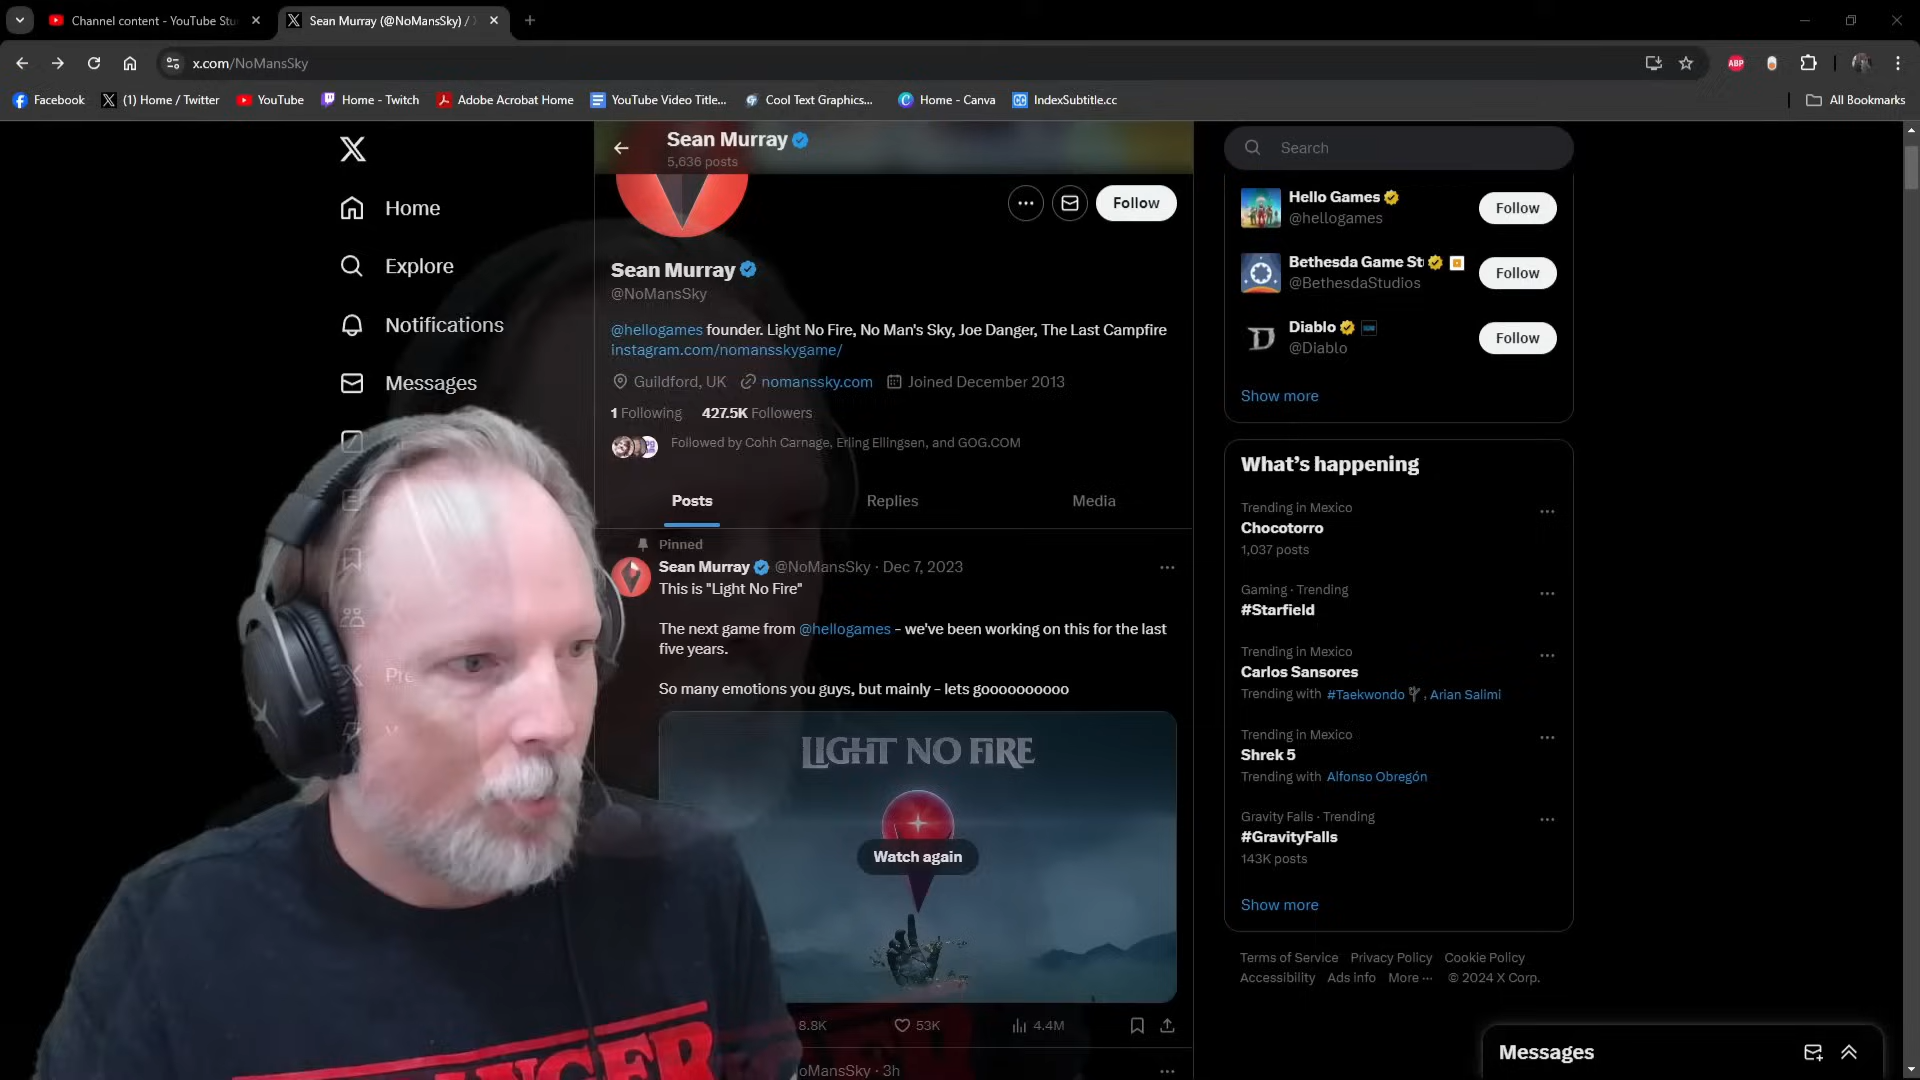 Channel content - YouTube Stu
Sean Murray (@NoMansSky) /
x.com/NoMansSky
ABP
Facebook
(1) Home / Twitter
YouTube
Home - Twitch
Adobe Acrobat Home
YouTube Video Title...
Cool Text Graphics...
Home - Canva
IndexSubtitle.cc
All Bookmarks
Home
Explore
Notifications
Messages
Sean Murray
5,636 posts
Follow
Sean Murray
@NoMansSky
@hellogames founder. Light No Fire, No Man's Sky, Joe Danger, The Last Campfire
instagram.com/nomansskygame/
Guildford, UK nomanssky.com Joined December 2013
1 Following 427.5K Followers
Followed by Cohh Carnage, Erling Ellingsen, and GOG.COM
Posts Replies Media
Pinned
Sean Murray @NoMansSky · Dec 7, 2023
This is "Light No Fire"
The next game from @hellogames - we've been working on this for the last
five years.
So many emotions you guys, but mainly - lets goooooooooo
LIGHT NO FIRE
Watch again
8.8K 53K 4.4M
oMansSky · 3h
Search
Hello Games
@hellogames
Follow
Bethesda Game St
@BethesdaStudios
Follow
Diablo
@Diablo
Follow
Show more
What's happening
Trending in Mexico
Chocotorro
1,037 posts
Gaming · Trending
#Starfield
Trending in Mexico
Carlos Sansores
Trending with #Taekwondo, Arian Salimi
Trending in Mexico
Shrek 5
Trending with Alfonso Obregón
Gravity Falls · Trending
#GravityFalls
143K posts
Show more
Terms of Service Privacy Policy Cookie Policy
Accessibility Ads info More ··· © 2024 X Corp.
Messages